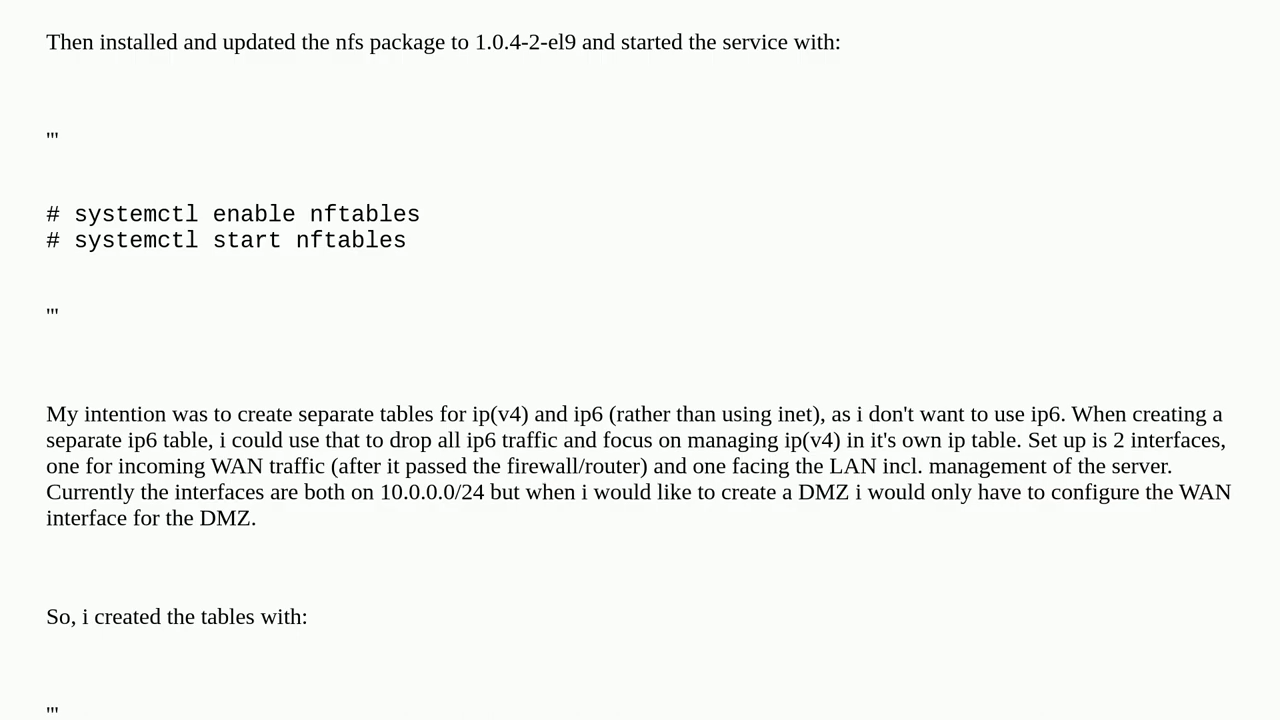 Then installed and updated the nfs package to 1.0.4-2-el9 and started the service with:
'''
# systemctl enable nftables
# systemctl start nftables
'''
My intention was to create separate tables for ip(v4) and ip6 (rather than using inet), as i don't want to use ip6. When creating a
separate ip6 table, i could use that to drop all ip6 traffic and focus on managing ip(v4) in it's own ip table. Set up is 2 interfaces,
one for incoming WAN traffic (after it passed the firewall/router) and one facing the LAN incl. management of the server.
Currently the interfaces are both on 10.0.0.0/24 but when i would like to create a DMZ i would only have to configure the WAN
interface for the DMZ.
So, i created the tables with:
'''